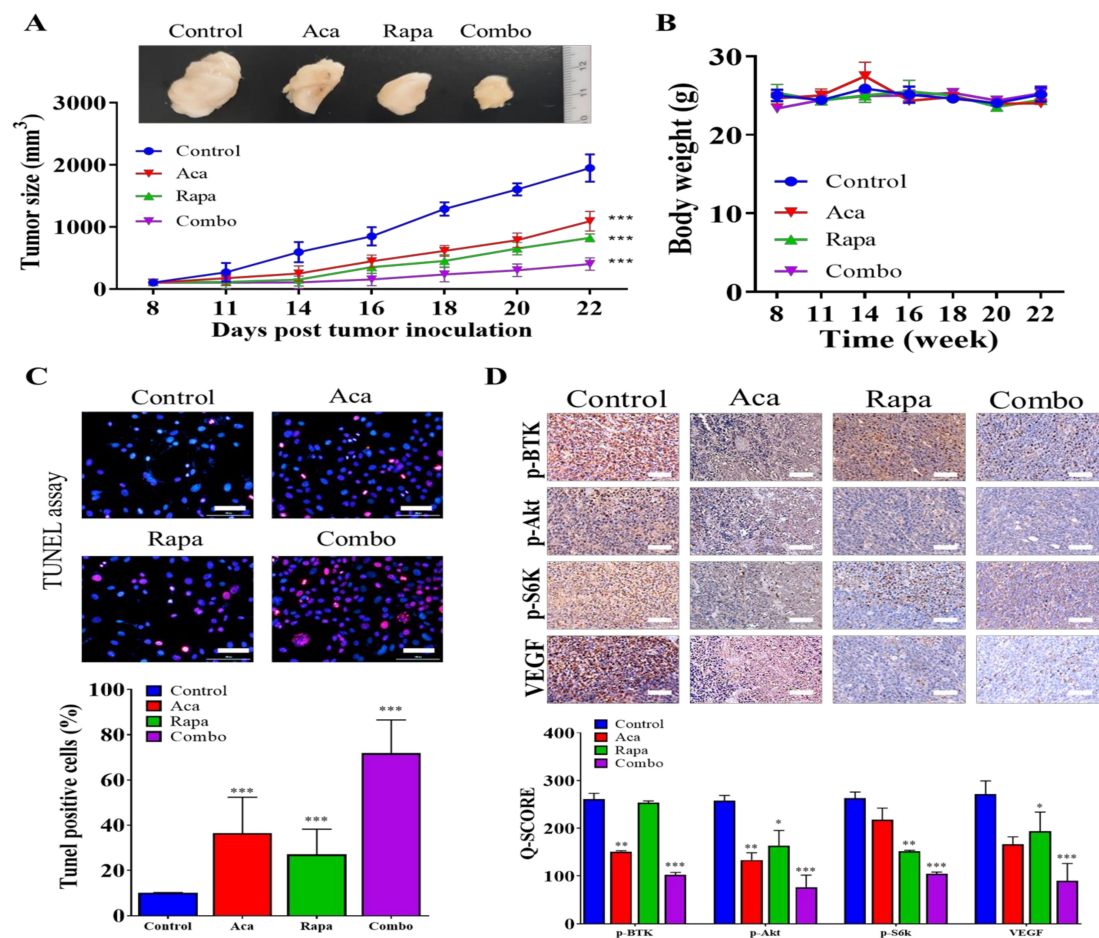 A
Control Aca Rapa Combo
12
11
3000
2000
1000
0
Tumor size (mm3)
Control
Aca
Rapa
Combo
***
***
***
8 11 14 16 18 20 22
Days post tumor inoculation
B
30
20
10
0
Body weight (g)
Control
Aca
Rapa
Combo
8 11 14 16 18 20 22
Time (week)
C
Control Aca
TUNEL assay
Rapa Combo
100
80
60
40
20
0
Tunel positive cells (%)
Control
Aca
Rapa
Combo
*** *** ***
Control Aca Rapa Combo
D
Control Aca Rapa Combo
p-BTK
p-Akt
p-S6K
VEGF
400
300
200
100
0
Q-SCORE
Control
Aca
Rapa
Combo
** *** ** * *** ** *** * ***
p-BTK p-Akt p-S6k VEGF